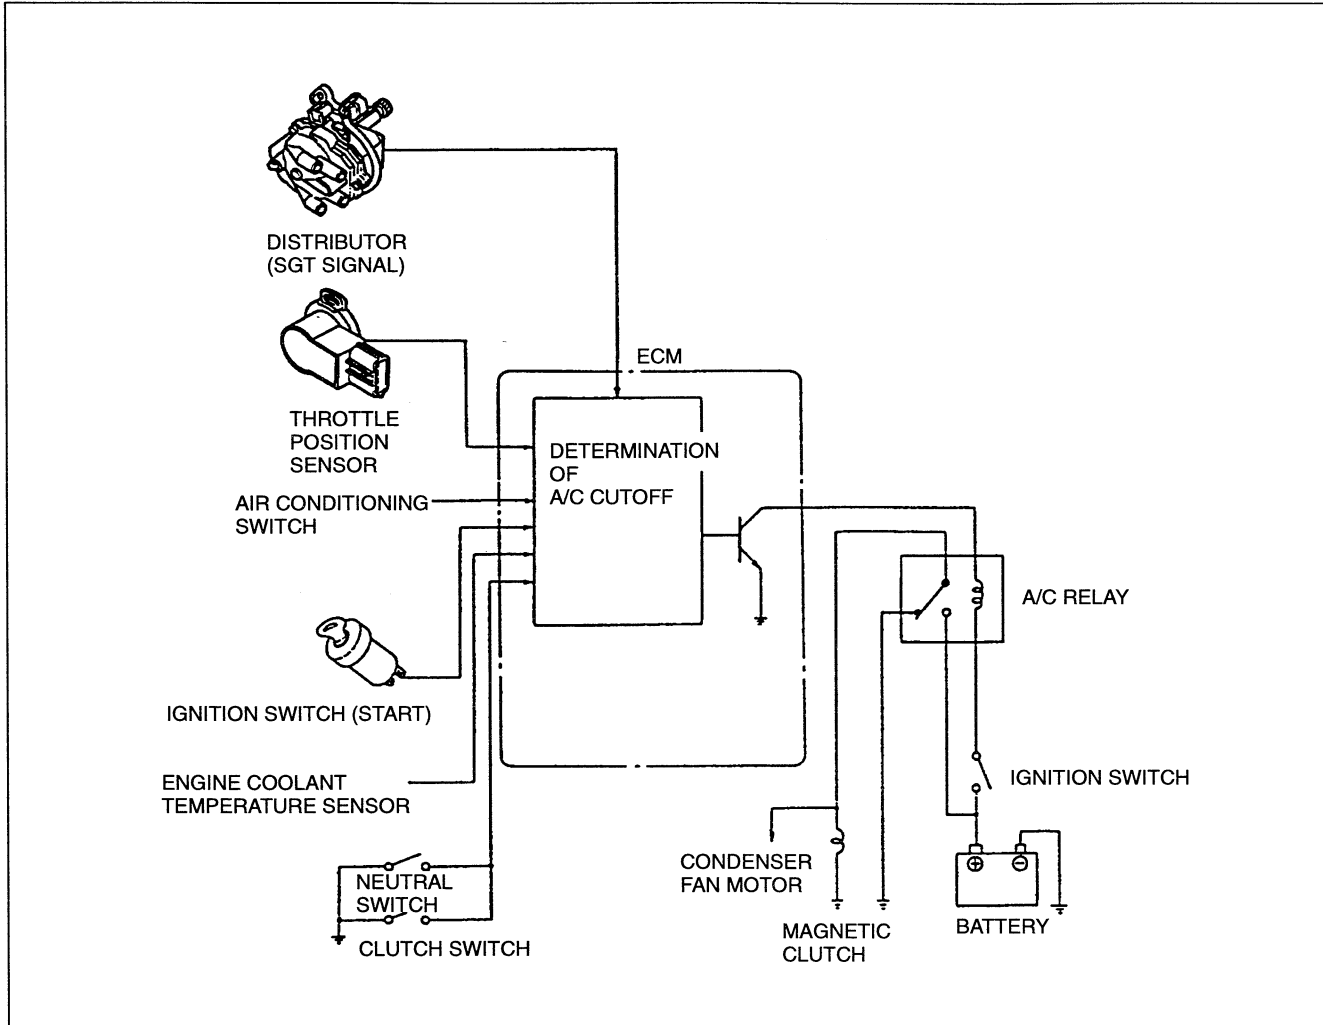 DISTRIBUTOR
(SGT SIGNAL)
THROTTLE
POSITION
SENSOR
ECM
DETERMINATION
OF
A/C CUTOFF
AIR CONDITIONING
SWITCH
A/C RELAY
IGNITION SWITCH (START)
ENGINE COOLANT
TEMPERATURE SENSOR
IGNITION SWITCH
CONDENSER
FAN MOTOR
NEUTRAL
SWITCH
CLUTCH SWITCH
MAGNETIC
CLUTCH
BATTERY